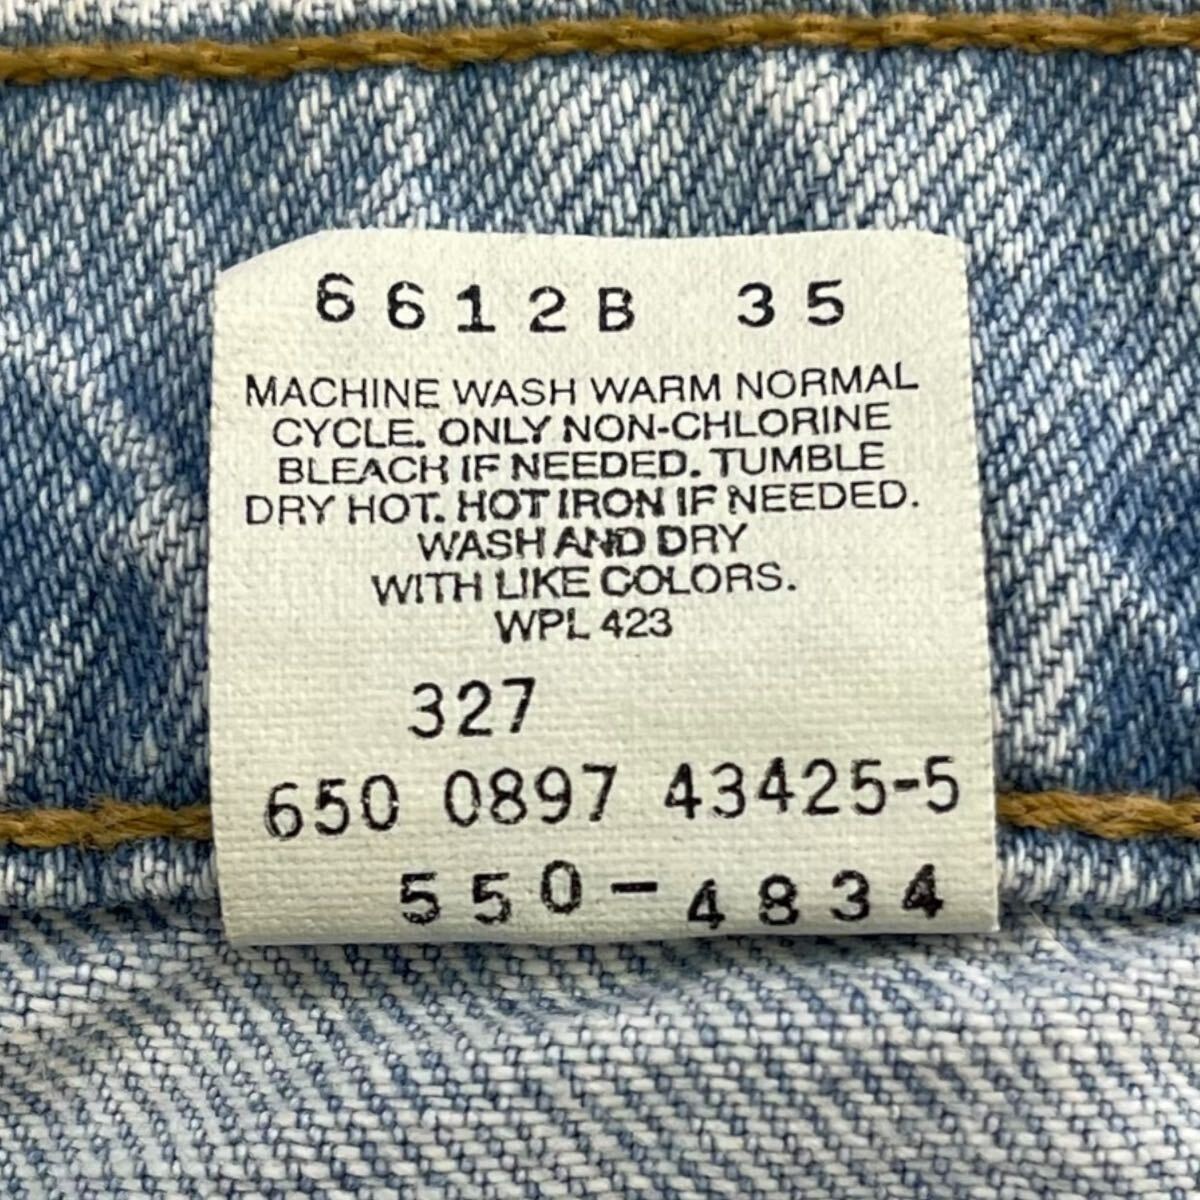 6612B 35
MACHINE WASH WARM NORMAL
CYCLE. ONLY NON-CHLORINE
BLEACH IF NEEDED. TUMBLE
DRY HOT. HOT IRON IF NEEDED.
WASH AND DRY
WITH LIKE COLORS.
WPL 423
327
650 0897 43425-5
550-4834